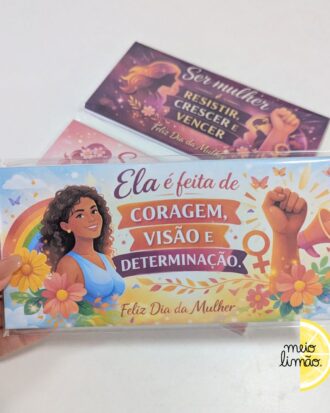 Ser mulher
é
RESISTIR,
CRESCER E
VENCER
Feliz Dia da Mulher
Ela é feita de
CORAGEM,
VISÃO E
DETERMINAÇÃO.
Feliz Dia da Mulher
meio
limão.